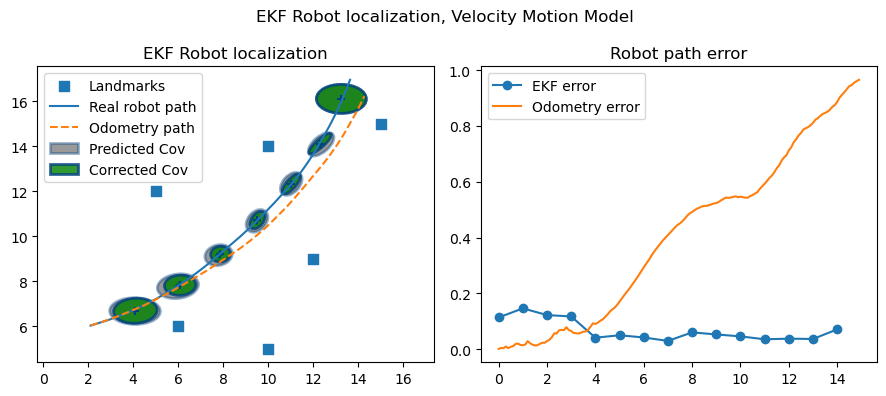 EKF Robot localization, Velocity Motion Model
EKF Robot localization
Landmarks
Real robot path
Odometry path
Predicted Cov
Corrected Cov
16
14
12
10
8
6
0 2 4 6 8 10 12 14 16
Robot path error
EKF error
Odometry error
1.0
0.8
0.6
0.4
0.2
0.0
0 2 4 6 8 10 12 14